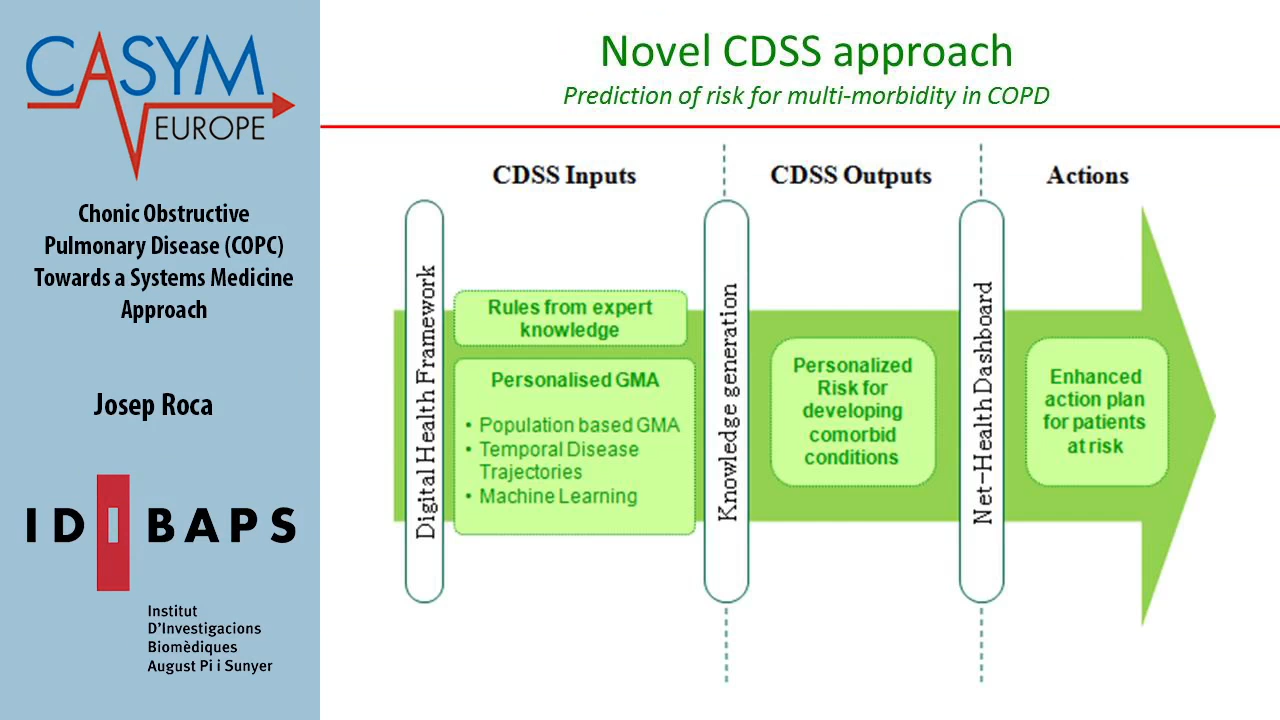 CASYM
EUROPE
Chonic Obstructive
Pulmonary Disease (COPC)
Towards a Systems Medicine
Approach
Josep Roca
IDIBAPS
Institut
D'Investigacions
Biomèdiques
August Pi i Sunyer
Novel CDSS approach
Prediction of risk for multi-morbidity in COPD
CDSS Inputs
CDSS Outputs
Actions
Digital Health Framework
Rules from expert
knowledge
Personalised GMA
• Population based GMA
• Temporal Disease
Trajectories
• Machine Learning
Knowledge generation
Personalized
Risk for
developing
comorbid
conditions
Net-Health Dashboard
Enhanced
action plan
for patients
at risk